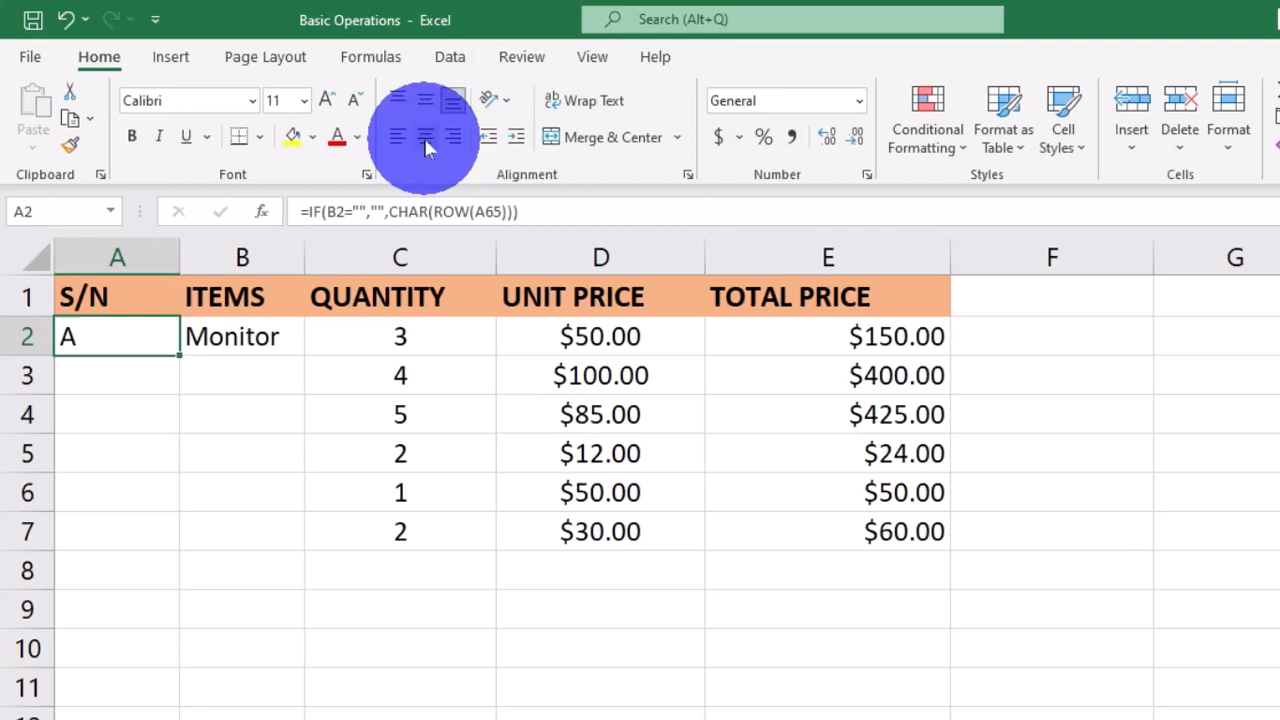 Basic Operations - Excel
Search (Alt+Q)
File Home Insert Page Layout Formulas Data Review View Help
Paste
Clipboard
Calibri 11
B I U
Font
Wrap Text
Merge & Center
Alignment
General
$ % ,
Number
Conditional Formatting
Format as Table
Cell Styles
Styles
Insert Delete Format
Cells
A2
fx
=IF(B2="","",CHAR(ROW(A65)))
A B C D E F G
1 S/N ITEMS QUANTITY UNIT PRICE TOTAL PRICE
2 A Monitor 3 $50.00 $150.00
3 4 $100.00 $400.00
4 5 $85.00 $425.00
5 2 $12.00 $24.00
6 1 $50.00 $50.00
7 2 $30.00 $60.00
8
9
10
11